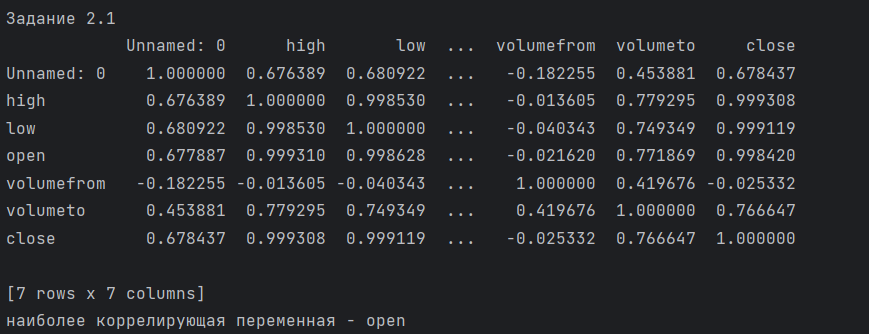 Задание 2.1
Unnamed: 0 high low ... volumefrom volumeto close
Unnamed: 0 1.000000 0.676389 0.680922 ... -0.182255 0.453881 0.678437
high 0.676389 1.000000 0.998530 ... -0.013605 0.779295 0.999308
low 0.680922 0.998530 1.000000 ... -0.040343 0.749349 0.999119
open 0.677887 0.999310 0.998628 ... -0.021620 0.771869 0.998420
volumefrom -0.182255 -0.013605 -0.040343 ... 1.000000 0.419676 -0.025332
volumeto 0.453881 0.779295 0.749349 ... 0.419676 1.000000 0.766647
close 0.678437 0.999308 0.999119 ... -0.025332 0.766647 1.000000
[7 rows x 7 columns]
наиболее коррелирующая переменная - open